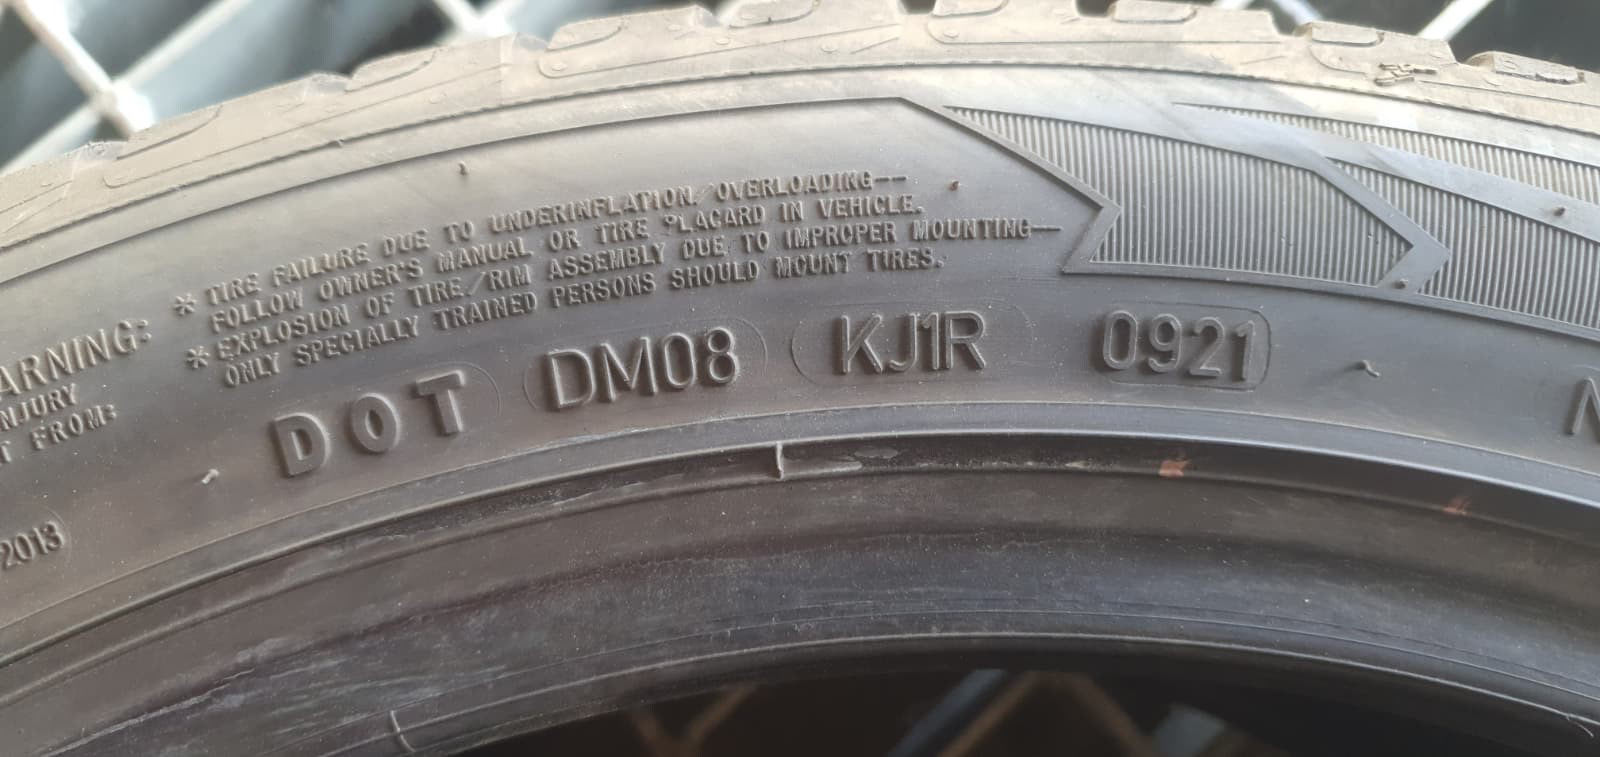 ARNING:
NJURY
T FROM:
* TIRE FAILURE DUE TO UNDERINFLATION/OVERLOADING—
FOLLOW OWNER'S MANUAL OR TIRE PLACARD IN VEHICLE.
* EXPLOSION OF TIRE/RIM ASSEMBLY DUE TO IMPROPER MOUNTING—
ONLY SPECIALLY TRAINED PERSONS SHOULD MOUNT TIRES.
DOT DM08 KJ1R 0921
N
2013